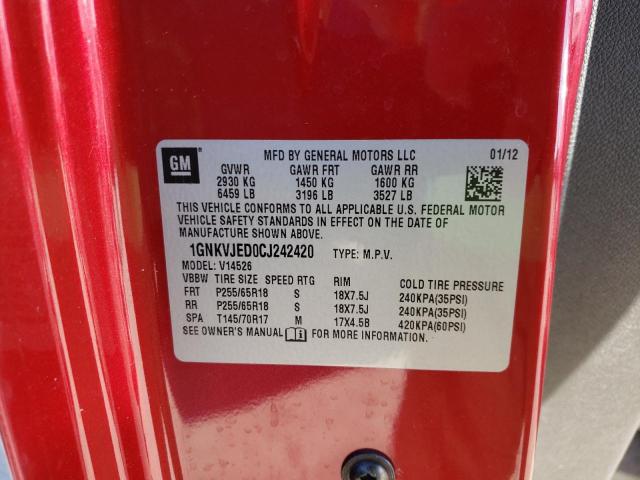 GM
MFD BY GENERAL MOTORS LLC 01/12
GVWR GAWR FRT GAWR RR
2930 KG 1450 KG 1600 KG
6459 LB 3196 LB 3527 LB
THIS VEHICLE CONFORMS TO ALL APPLICABLE U.S. FEDERAL MOTOR
VEHICLE SAFETY STANDARDS IN EFFECT ON THE DATE OF
MANUFACTURE SHOWN ABOVE.
1GNKVJED0CJ242420 TYPE: M.P.V.
MODEL: V14526
VBBW TIRE SIZE SPEED RTG RIM COLD TIRE PRESSURE
FRT P255/65R18 S 18X7.5J 240KPA(35PSI)
RR P255/65R18 S 18X7.5J 240KPA(35PSI)
SPA T145/70R17 M 17X4.5B 420KPA(60PSI)
SEE OWNER'S MANUAL FOR MORE INFORMATION.